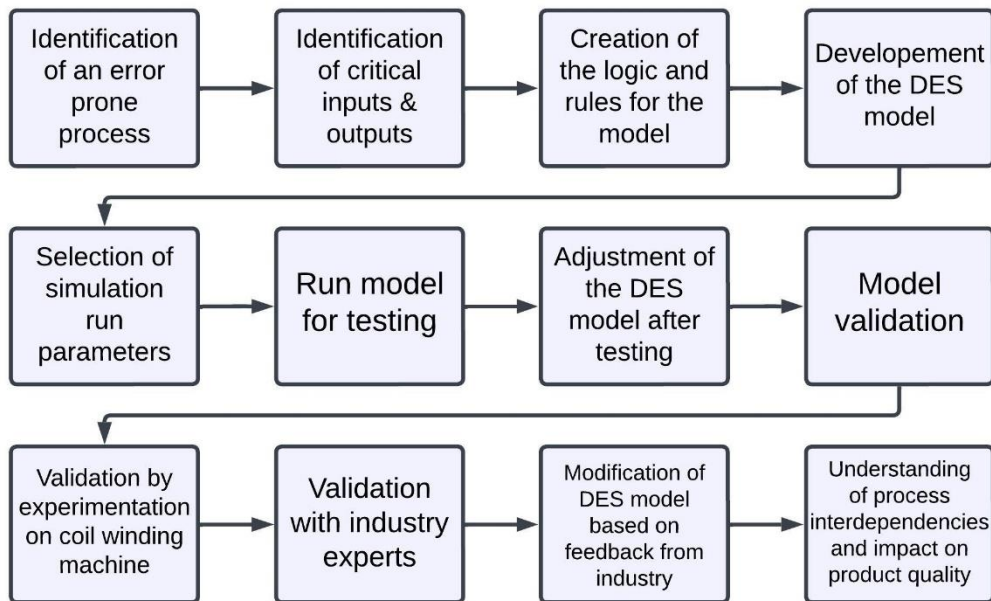 Identification
of an error
prone
process
Identification
of critical
inputs &
outputs
Creation of
the logic and
rules for the
model
Developement
of the DES
model
Selection of
simulation
run
parameters
Run model
for testing
Adjustment of
the DES
model after
testing
Model
validation
Validation by
experimentation
on coil winding
machine
Validation
with industry
experts
Modification of
DES model
based on
feedback from
industry
Understanding
of process
interdependencies
and impact on
product quality